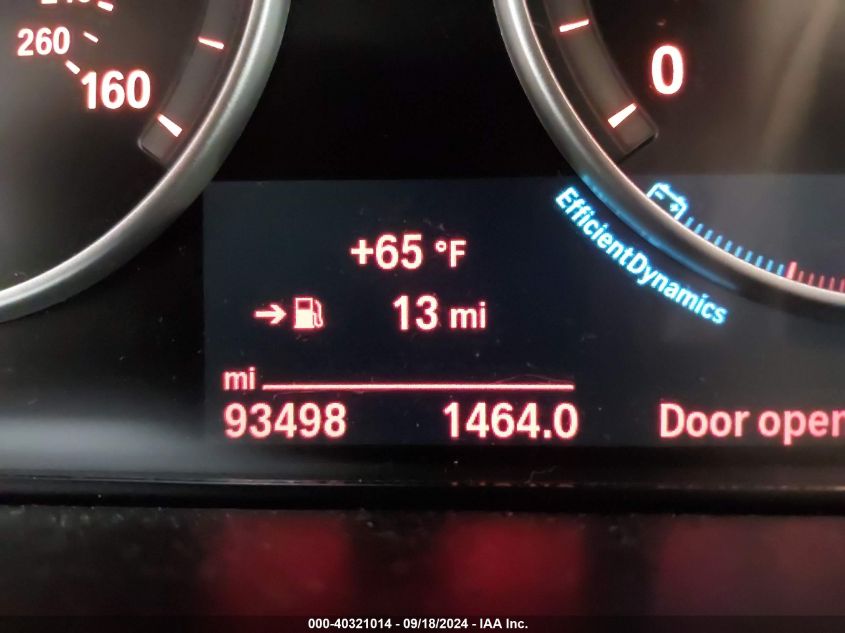 260
160
0
EfficientDynamics
+65 °F
13 mi
mi
93498 1464.0
Door open
000-40321014 - 09/18/2024 - IAA Inc.